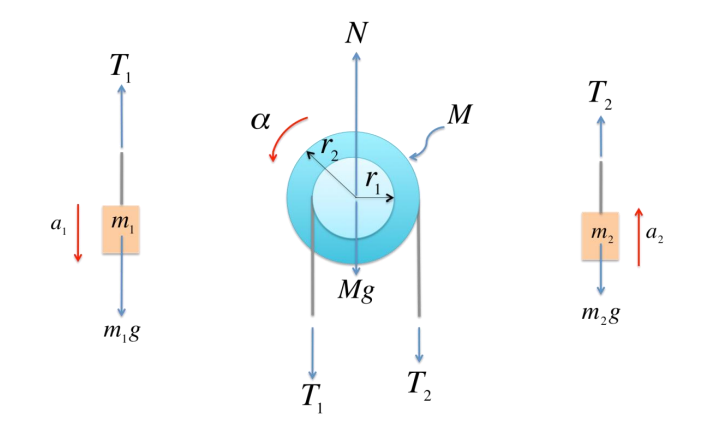 N
T₁
T₂
α
M
r₂
r₁
a₁
m₁
m₂
a₂
Mg
m₁g
m₂g
T₁
T₂